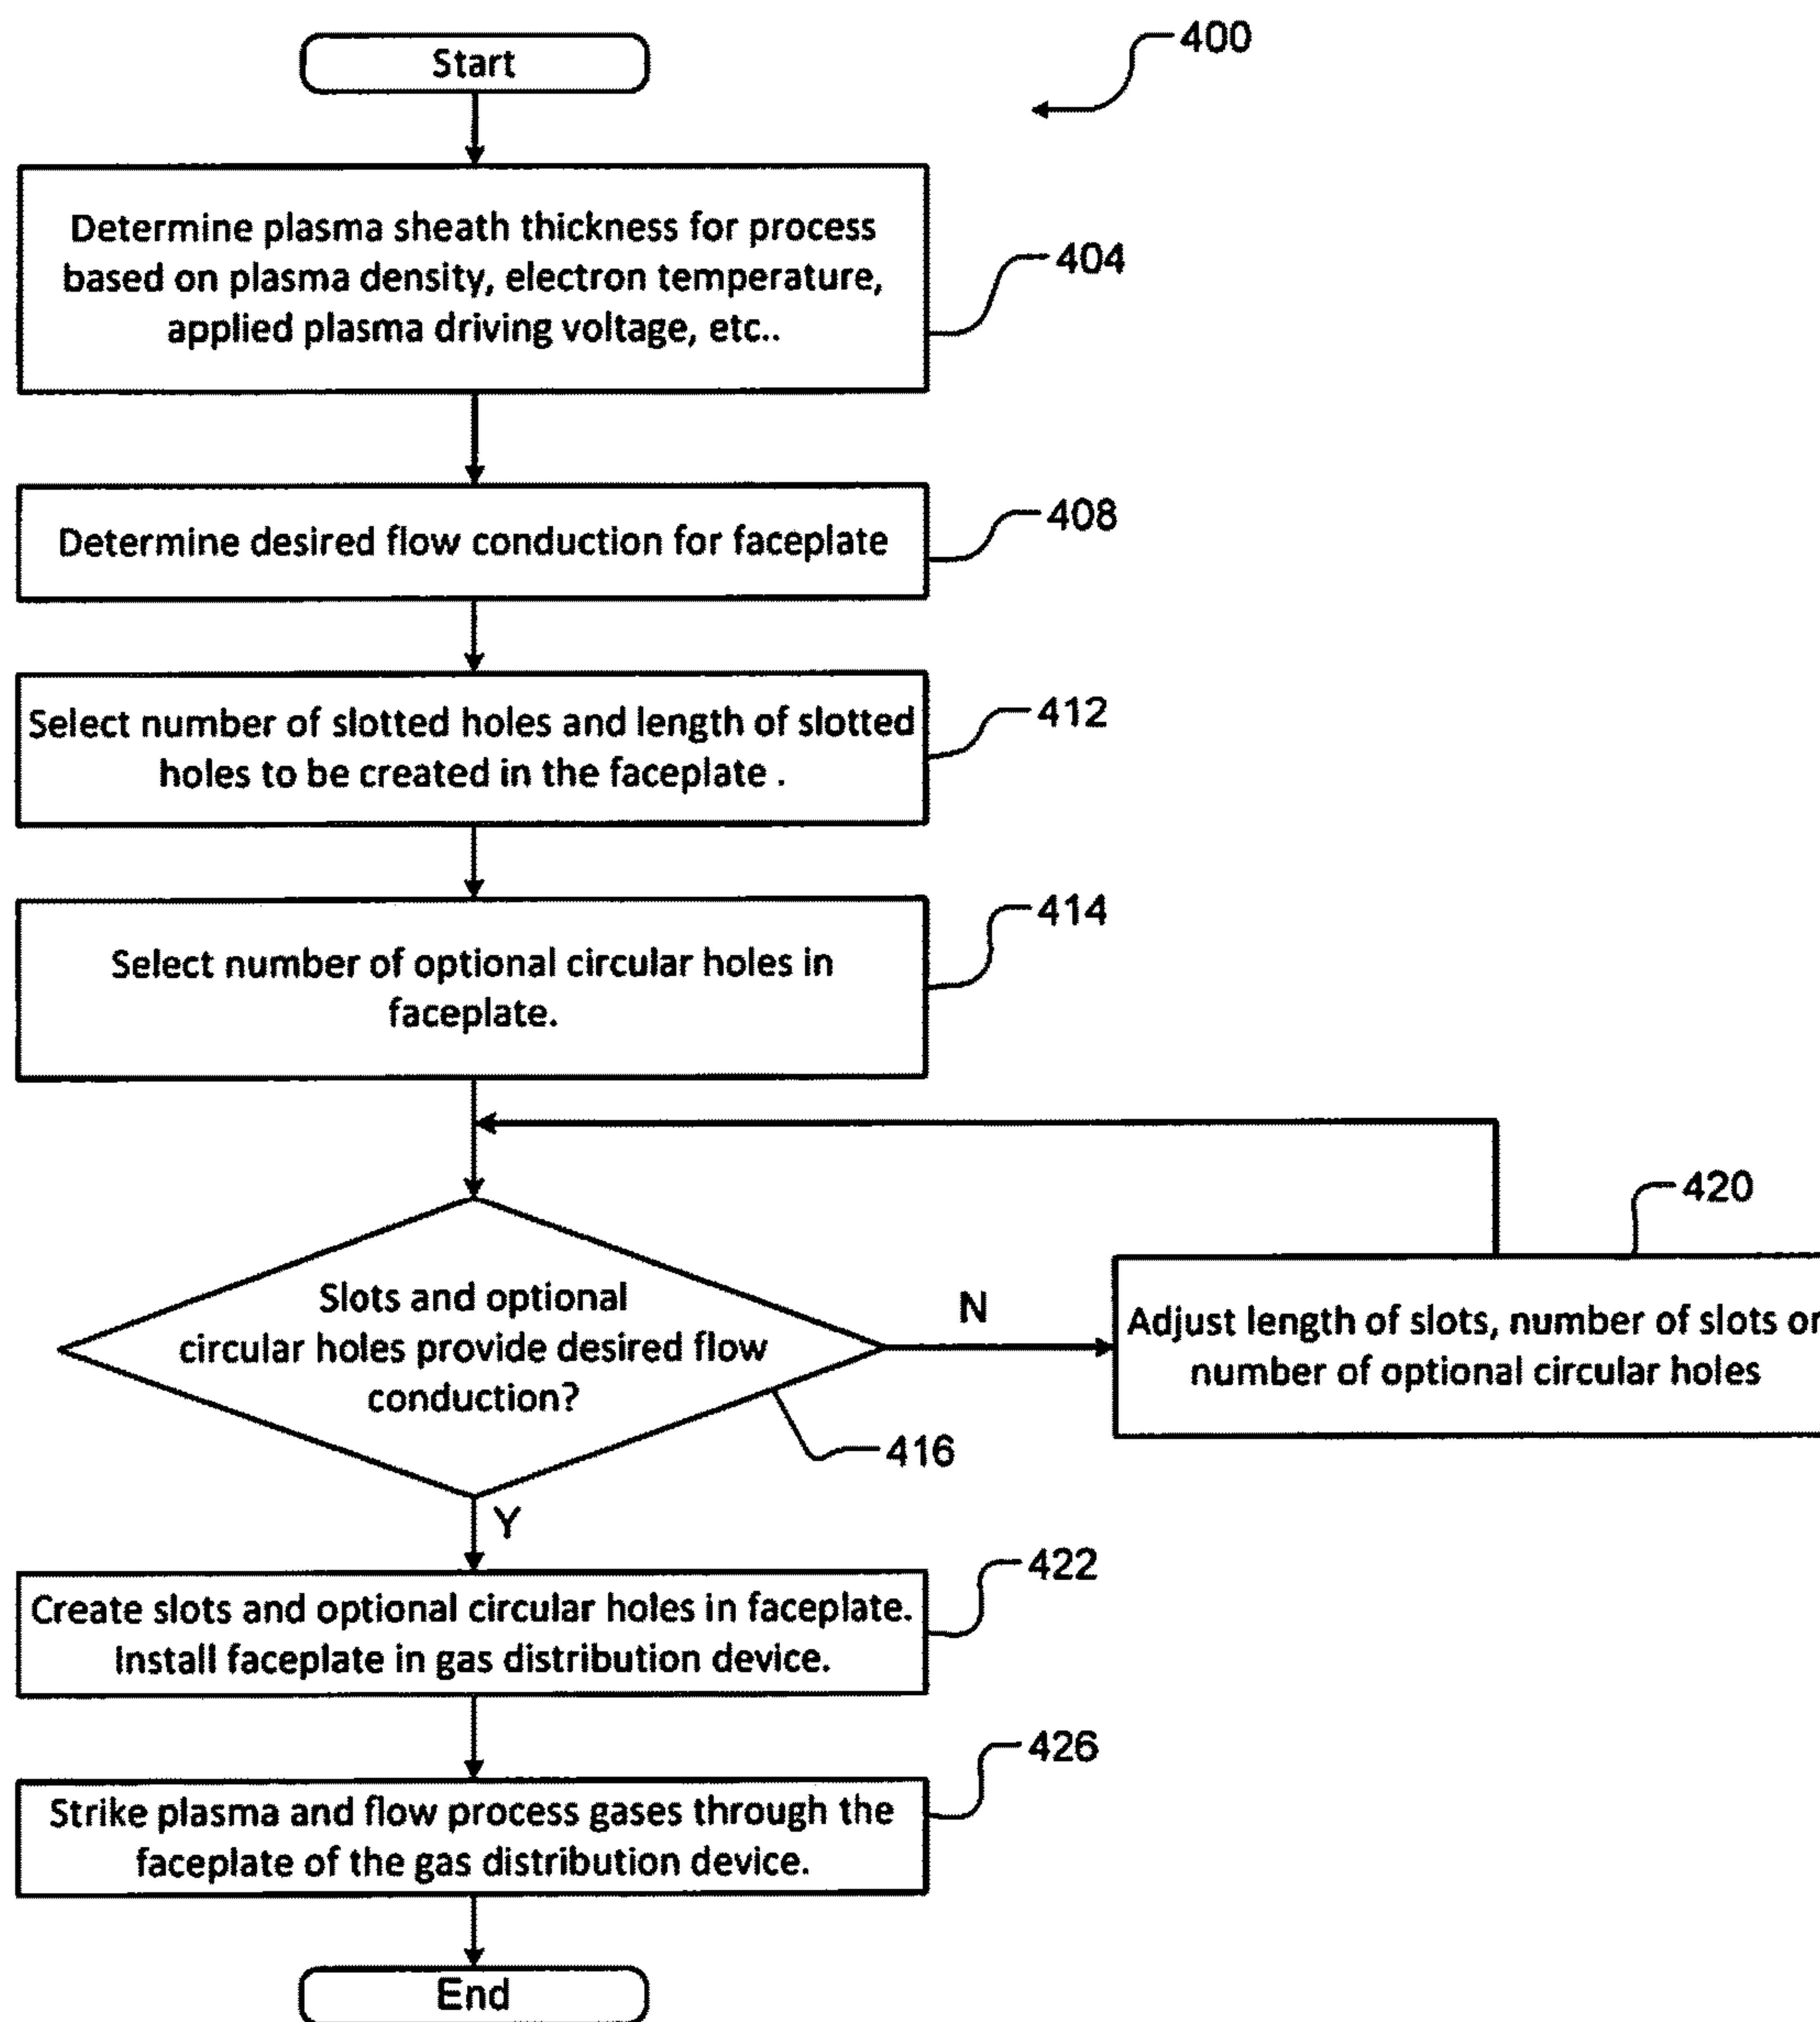 Start
400
Determine plasma sheath thickness for process
based on plasma density, electron temperature,
applied plasma driving voltage, etc..
404
Determine desired flow conduction for faceplate
408
Select number of slotted holes and length of slotted
holes to be created in the faceplate .
412
Select number of optional circular holes in
faceplate.
414
Slots and optional
circular holes provide desired flow
conduction?
416
N
Adjust length of slots, number of slots or
number of optional circular holes
420
Y
Create slots and optional circular holes in faceplate.
Install faceplate in gas distribution device.
422
Strike plasma and flow process gases through the
faceplate of the gas distribution device.
426
End